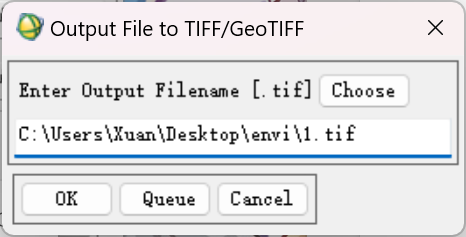 Output File to TIFF/GeoTIFF
Enter Output Filename [.tif] Choose
C:\Users\Xuan\Desktop\envi\1.tif
OK Queue Cancel